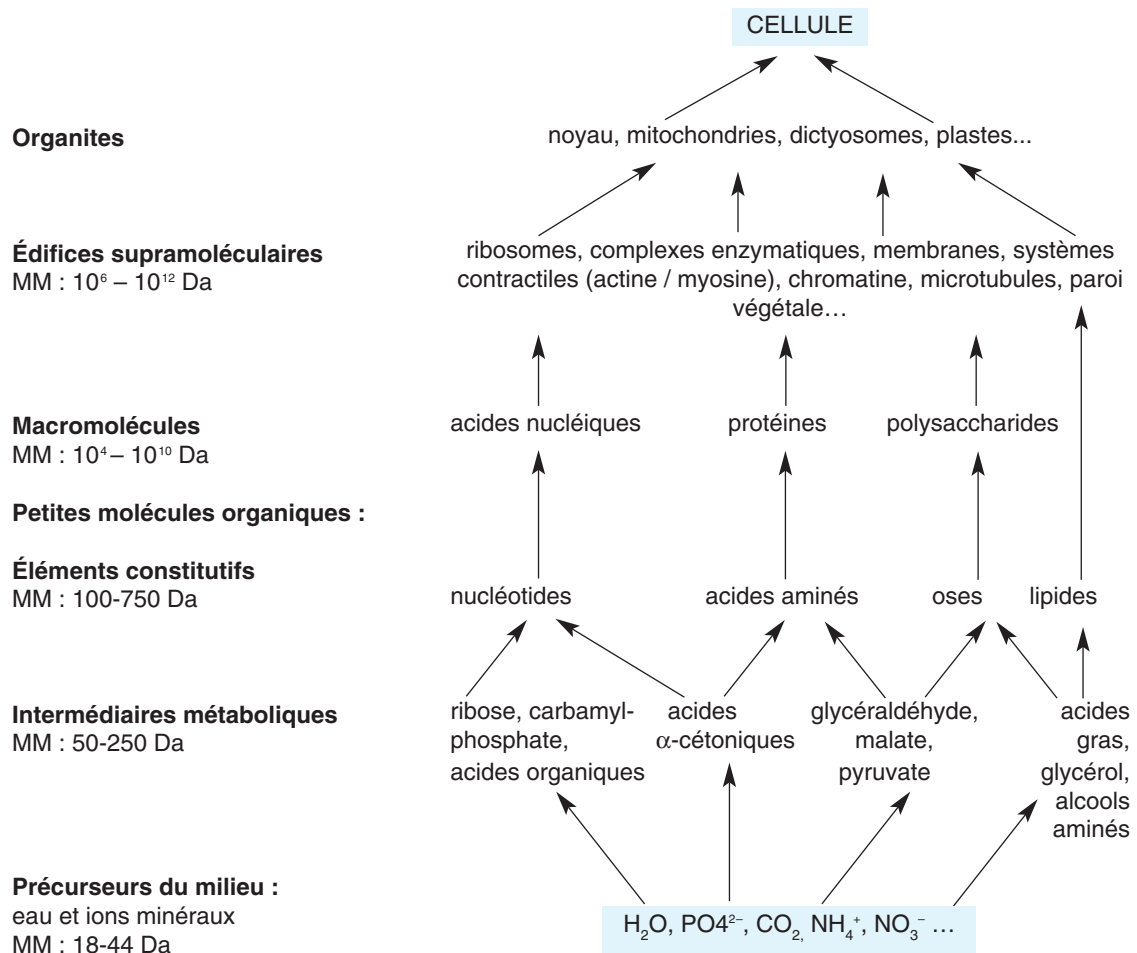 CELLULE
Organites
noyau, mitochondries, dictyosomes, plastes...
Édifices supramoléculaires
MM : 10⁶ – 10¹² Da
ribosomes, complexes enzymatiques, membranes, systèmes
contractiles (actine / myosine), chromatine, microtubules, paroi
végétale…
Macromolécules
MM : 10⁴ – 10¹⁰ Da
acides nucléiques
protéines
polysaccharides
Petites molécules organiques :
Éléments constitutifs
MM : 100-750 Da
nucléotides
acides aminés
oses
lipides
Intermédiaires métaboliques
MM : 50-250 Da
ribose, carbamyl-
phosphate,
acides organiques
acides
α-cétoniques
glycéraldéhyde,
malate,
pyruvate
acides
gras,
glycérol,
alcools
aminés
Précurseurs du milieu :
eau et ions minéraux
MM : 18-44 Da
H₂O, PO4²⁻, CO₂, NH₄⁺, NO₃⁻ …